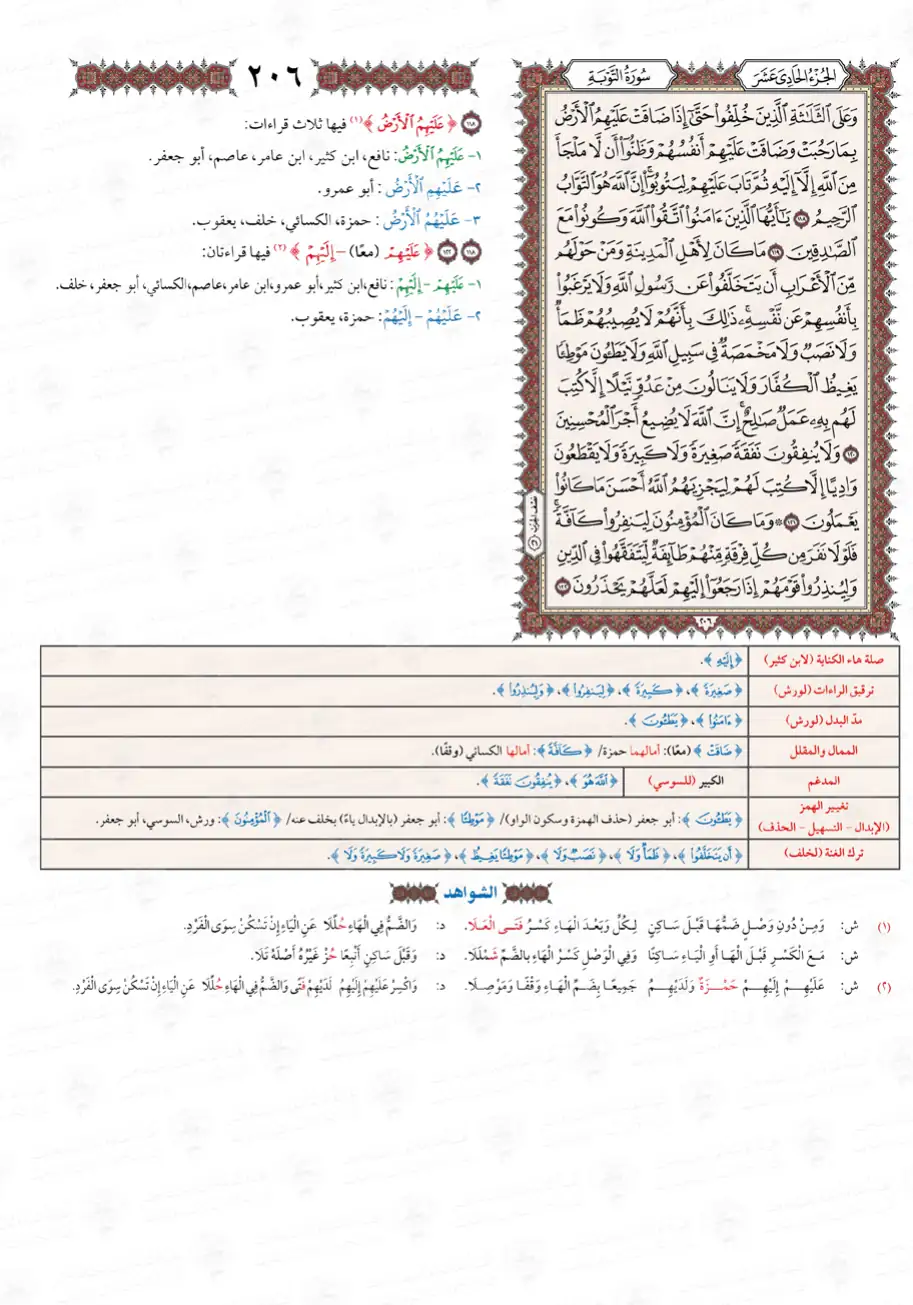 الجُزْءُ الحَادِى عَشَرَ
سُورَةُ التَّوْبَةِ
وَعَلَى ٱلثَّلَٰثَةِ ٱلَّذِينَ خُلِّفُوا۟ حَتَّىٰٓ إِذَا ضَاقَتْ عَلَيْهِمُ ٱلْأَرْضُ
بِمَا رَحُبَتْ وَضَاقَتْ عَلَيْهِمْ أَنفُسُهُمْ وَظَنُّوٓا۟ أَن لَّا مَلْجَأَ
مِنَ ٱللَّهِ إِلَّآ إِلَيْهِ ثُمَّ تَابَ عَلَيْهِمْ لِيَتُوبُوٓا۟ ۚ إِنَّ ٱللَّهَ هُوَ ٱلتَّوَّابُ
ٱلرَّحِيمُ ١١٨ يَٰٓأَيُّهَا ٱلَّذِينَ ءَامَنُوا۟ ٱتَّقُوا۟ ٱللَّهَ وَكُونُوا۟ مَعَ
ٱلصَّٰدِقِينَ ١١٩ مَا كَانَ لِأَهْلِ ٱلْمَدِينَةِ وَمَنْ حَوْلَهُم
مِّنَ ٱلْأَعْرَابِ أَن يَتَخَلَّفُوا۟ عَن رَّسُولِ ٱللَّهِ وَلَا يَرْغَبُوا۟
بِأَنفُسِهِمْ عَن نَّفْسِهِۦ ۚ ذَٰلِكَ بِأَنَّهُمْ لَا يُصِيبُهُمْ ظَمَأٌ
وَلَا نَصَبٌ وَلَا مَخْمَصَةٌ فِى سَبِيلِ ٱللَّهِ وَلَا يَطَـُٔونَ مَوْطِئًا
يَغِيظُ ٱلْكُفَّارَ وَلَا يَنَالُونَ مِنْ عَدُوٍّ نَّيْلًا إِلَّا كُتِبَ
لَهُم بِهِۦ عَمَلٌ صَٰلِحٌ ۚ إِنَّ ٱللَّهَ لَا يُضِيعُ أَجْرَ ٱلْمُحْسِنِينَ
١٢٠ وَلَا يُنفِقُونَ نَفَقَةً صَغِيرَةً وَلَا كَبِيرَةً وَلَا يَقْطَعُونَ
وَادِيًا إِلَّا كُتِبَ لَهُمْ لِيَجْزِيَهُمُ ٱللَّهُ أَحْسَنَ مَا كَانُوا۟
يَعْمَلُونَ ١٢١ ۞ وَمَا كَانَ ٱلْمُؤْمِنُونَ لِيَنفِرُوا۟ كَآفَّةً ۚ
فَلَوْلَا نَفَرَ مِن كُلِّ فِرْقَةٍ مِّنْهُمْ طَآئِفَةٌ لِّيَتَفَقَّهُوا۟ فِى ٱلدِّينِ
وَلِيُنذِرُوا۟ قَوْمَهُمْ إِذَا رَجَعُوٓا۟ إِلَيْهِمْ لَعَلَّهُمْ يَحْذَرُونَ ١٢٢
٢٠٦
٢٠٦
١١٨ ﴿ عَلَيْهِمُ ٱلْأَرْضُ ﴾ (١) فيها ثلاث قراءات:
١- عَلَيْهِمُ ٱلْأَرْضُ: نافع، ابن كثير، ابن عامر، عاصم، أبو جعفر.
٢- عَلَيْهِمِ ٱلْأَرْضُ : أبو عمرو.
٣- عَلَيْهُمُ ٱلْأَرْضُ : حمزة، الكسائي، خلف، يعقوب.
١١٨ ١٢٢ ﴿ عَلَيْهِمْ (معًا) – إِلَيْهِمْ ﴾ (٢) فيها قراءتان:
١- عَلَيْهِمْ – إِلَيْهِمْ: نافع، ابن كثير، أبو عمرو، ابن عامر، عاصم، الكسائي، أبو جعفر، خلف.
٢- عَلَيْهُمْ – إِلَيْهُمْ: حمزة، يعقوب.
صلة هاء الكناية (لابن كثير) ﴿ إِلَيْهِ ﴾.
ترقيق الراءات (لورش) ﴿ صَغِيرَةً ﴾، ﴿ كَبِيرَةً ﴾، ﴿ لِيَنفِرُوا۟ ﴾، ﴿ وَلِيُنذِرُوا۟ ﴾.
مدّ البدل (لورش) ﴿ ءَامَنُوا۟ ﴾، ﴿ يَطَـُٔونَ ﴾.
الممال والمقلل ﴿ ضَاقَتْ ﴾ (معًا): أمالهما حمزة/ ﴿ كَآفَّةً ﴾: أمالها الكسائي (وقفًا).
المدغم الكبير (للسوسي) ﴿ ٱللَّهَ هُوَ ﴾، ﴿ يُنفِقُونَ نَفَقَةً ﴾.
تغيير الهمز
(الإبدال – التسهيل – الحذف) ﴿ يَطَـُٔونَ ﴾: أبو جعفر (حذف الهمزة وسكون الواو)/ ﴿ مَوْطِئًا ﴾: أبو جعفر (بالإبدال ياءً) بخلف عنه/ ﴿ ٱلْمُؤْمِنُونَ ﴾: ورش، السوسي، أبو جعفر.
ترك الغنة (لخلف) ﴿ أَن يَتَخَلَّفُوا۟ ﴾، ﴿ ظَمَأٌ وَلَا ﴾، ﴿ نَصَبٌ وَلَا ﴾، ﴿ مَوْطِئًا يَغِيظُ ﴾، ﴿ صَغِيرَةً وَلَا كَبِيرَةً وَلَا ﴾.
الشواهد
(١) ش: وَمِنْ دُونِ وَصْلٍ ضُمَّهَا قَبْلَ سَاكِنٍ لِكُلٍّ وَبَعْدَ الْهَاءِ كَسْرُ فَتَى الْعَلَا. د: وَالضَّمُّ فِي الْهَاءِ حُلِّلَا عَنِ الْيَاءِ إِنْ تَسْكُنْ سِوَى الْفَرْدِ.
ش: مَعَ الْكَسْرِ قَبْلَ الْهَا أَوِ الْيَاءِ سَاكِنًا وَفِي الْوَصْلِ كَسْرُ الْهَاءِ بِالضَّمِّ شَمْلَلَا. د: وَقَبْلَ سَاكِنٍ أَتْبِعًا حُزْ غَيْرُهُ أَصْلَهُ تَلَا.
(٢) ش: عَلَيْهِمْ إِلَيْهِمْ حَمْزَةٌ وَلَدَيْهِمُ جَمِيعًا بِضَمِّ الْهَاءِ وَقْفًا وَمَوْصِلَا. د: وَاكْسِرْ عَلَيْهِمْ إِلَيْهِمُ لَدَيْهِمْ فَتًى وَالضَّمُّ فِي الْهَاءِ حُلِّلَا عَنِ الْيَاءِ إِنْ تَسْكُنْ سِوَى الْفَرْدِ.